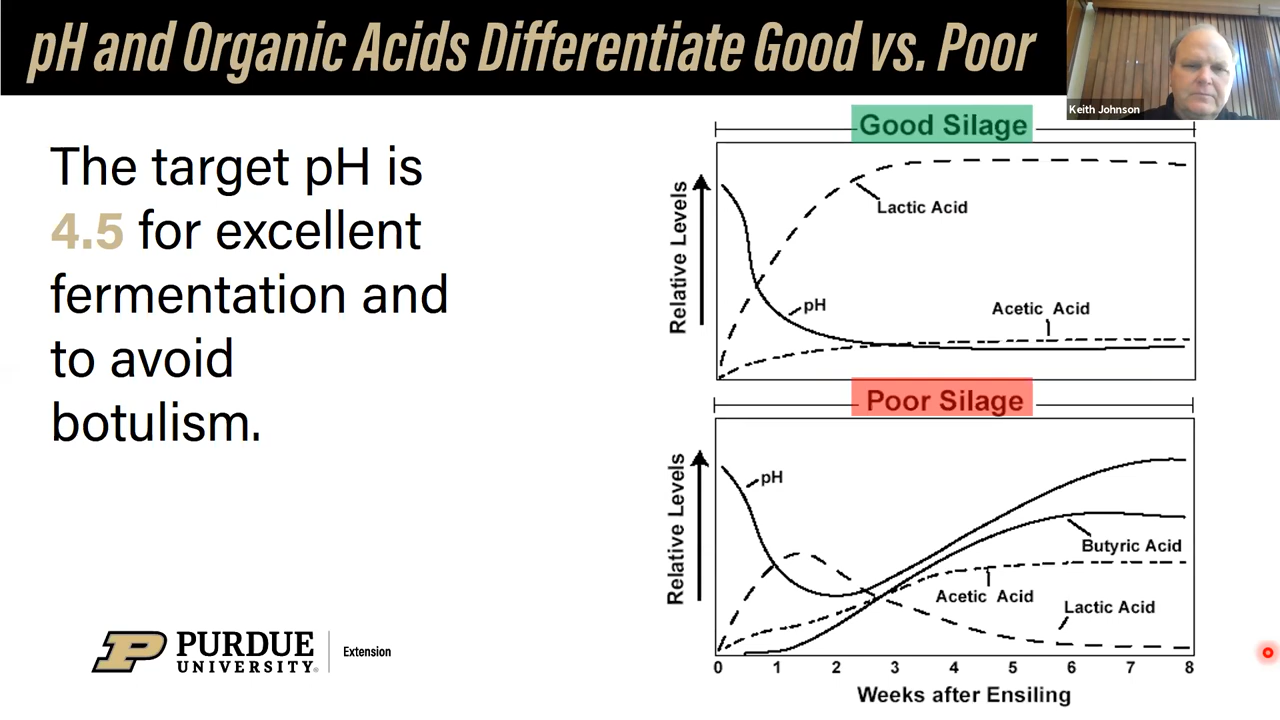 pH and Organic Acids Differentiate Good vs. Poor
Keith Johnson
The target pH is
4.5 for excellent
fermentation and
to avoid
botulism.
PURDUE
UNIVERSITY®
Extension
Good Silage
Relative Levels
Lactic Acid
pH
Acetic Acid
Poor Silage
Relative Levels
pH
Butyric Acid
Acetic Acid
Lactic Acid
0 1 2 3 4 5 6 7 8
Weeks after Ensiling